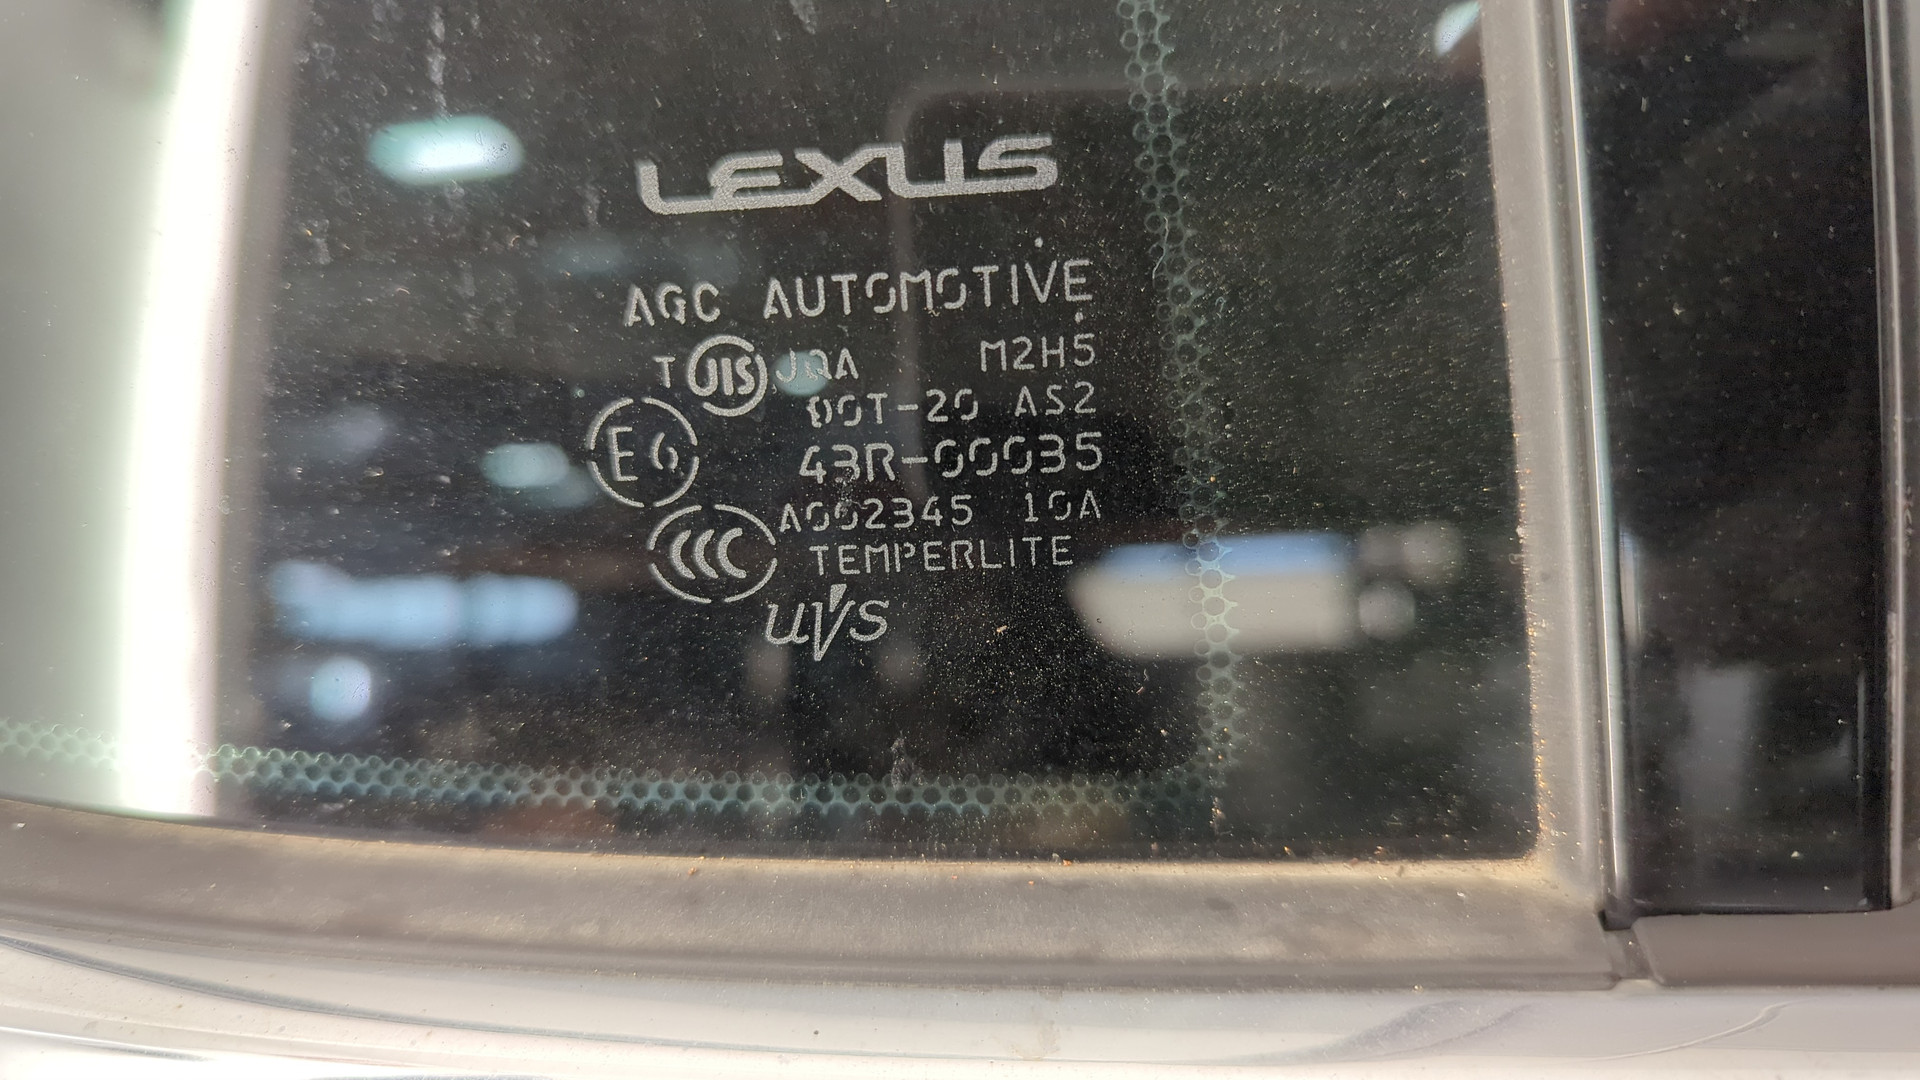 LEXUS
AGC AUTOMOTIVE
T JIS JQA M2H5
DOT-20 AS2
E6 43R-00035
A002345 10A
CCC TEMPERLITE
uvs